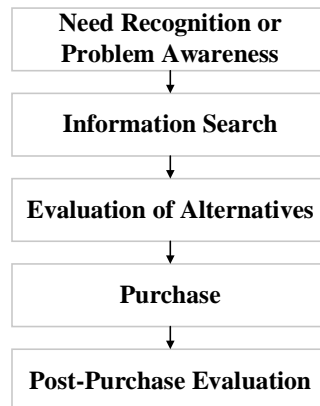 Need Recognition or
Problem Awareness
Information Search
Evaluation of Alternatives
Purchase
Post-Purchase Evaluation